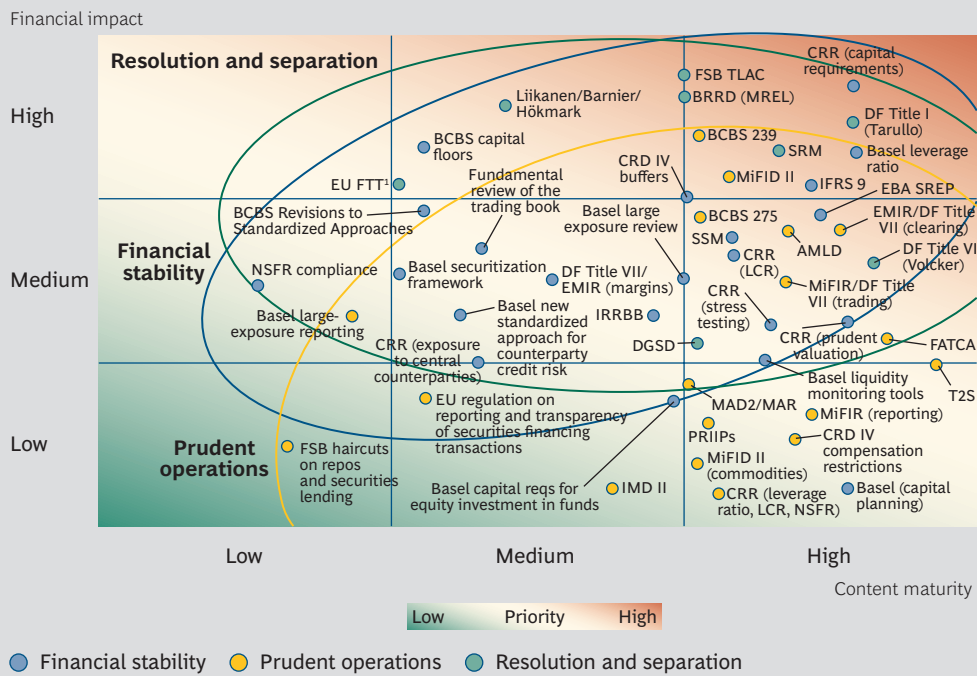 Financial impact
Resolution and separation
CRR (capital
requirements)
FSB TLAC
BRRD (MREL)
Liikanen/Barnier/
Hökmark
High
DF Title I
(Tarullo)
BCBS 239
BCBS capital
floors
SRM
Basel leverage
ratio
CRD IV
buffers
Fundamental
review of the
trading book
MiFID II
IFRS 9
EU FTT¹
EBA SREP
BCBS Revisions to
Standardized Approaches
Basel large
exposure review
BCBS 275
EMIR/DF Title
VII (clearing)
SSM
AMLD
Financial
stability
CRR
(LCR)
DF Title VI
(Volcker)
NSFR compliance
Basel securitization
framework
DF Title VII/
EMIR (margins)
Medium
MiFIR/DF Title
VII (trading)
CRR
(stress
testing)
Basel large-
exposure reporting
Basel new
standardized
approach for
counterparty
credit risk
IRRBB
CRR (exposure
to central
counterparties)
DGSD
CRR (prudent
valuation)
FATCA
Basel liquidity
monitoring tools
T2S
EU regulation on
reporting and transparency
of securities financing
transactions
MAD2/MAR
MiFIR (reporting)
Low
PRIIPs
CRD IV
compensation
restrictions
Prudent
operations
FSB haircuts
on repos
and securities
lending
MiFID II
(commodities)
Basel capital reqs for
equity investment in funds
IMD II
CRR (leverage
ratio, LCR, NSFR)
Basel (capital
planning)
Low
Medium
High
Content maturity
Low
Priority
High
Financial stability
Prudent operations
Resolution and separation